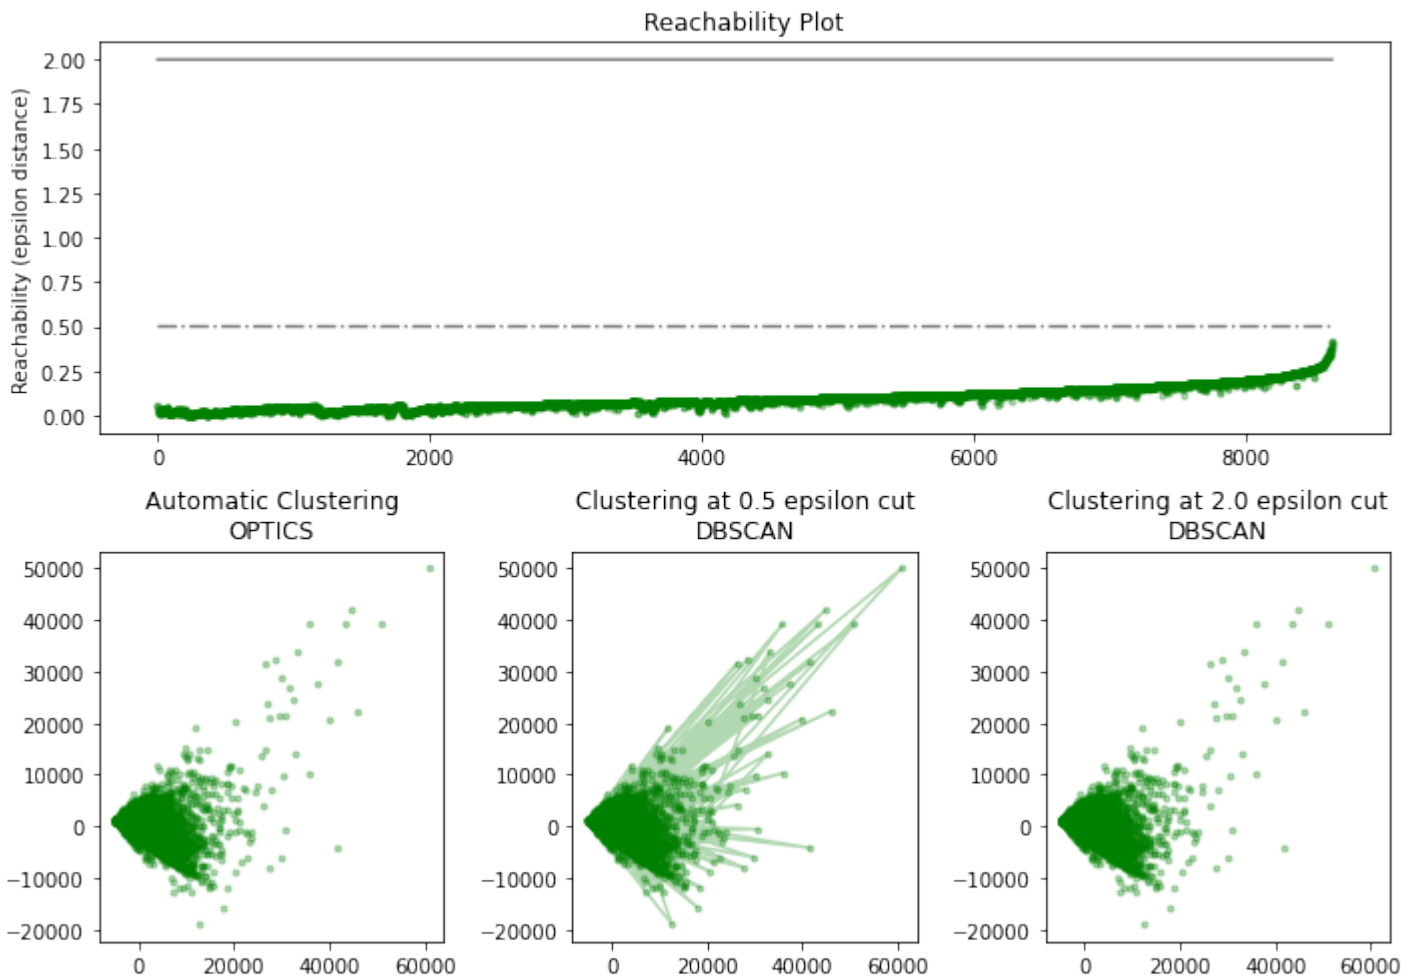 Reachability Plot
Reachability (epsilon distance)
2.00
1.75
1.50
1.25
1.00
0.75
0.50
0.25
0.00
0 2000 4000 6000 8000
Automatic Clustering
OPTICS
50000
40000
30000
20000
10000
0
−10000
−20000
0 20000 40000 60000
Clustering at 0.5 epsilon cut
DBSCAN
50000
40000
30000
20000
10000
0
−10000
−20000
0 20000 40000 60000
Clustering at 2.0 epsilon cut
DBSCAN
50000
40000
30000
20000
10000
0
−10000
−20000
0 20000 40000 60000